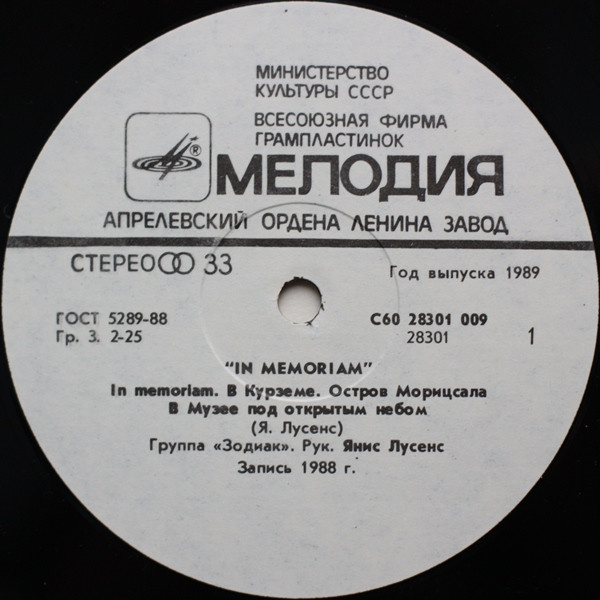 МИНИСТЕРСТВО
КУЛЬТУРЫ СССР
ВСЕСОЮЗНАЯ ФИРМА
ГРАМПЛАСТИНОК
® МЕЛОДИЯ
АПРЕЛЕВСКИЙ ОРДЕНА ЛЕНИНА ЗАВОД
СТЕРЕО 33
Год выпуска 1989
ГОСТ 5289-88
Гр. 3. 2-25
С60 28301 009
28301
1
“IN MEMORIAM”
In memoriam. В Курземе. Остров Морицсала
В Музее под открытым небом
(Я. Лусенс)
Группа «Зодиак». Рук. Янис Лусенс
Запись 1988 г.